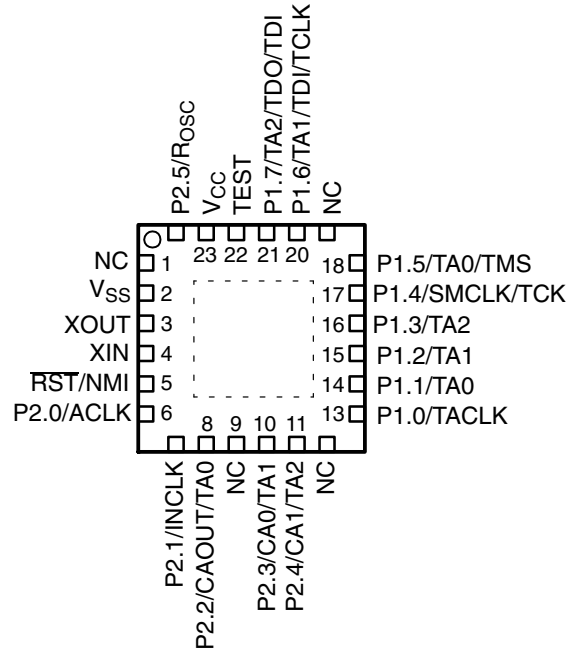 P2.5/ROSC
VCC
TEST
P1.7/TA2/TDO/TDI
P1.6/TA1/TDI/TCLK
NC
23 22 21 20
NC 1
VSS 2
XOUT 3
XIN 4
RST/NMI 5
P2.0/ACLK 6
18 P1.5/TA0/TMS
17 P1.4/SMCLK/TCK
16 P1.3/TA2
15 P1.2/TA1
14 P1.1/TA0
13 P1.0/TACLK
8 9 10 11
P2.1/INCLK
P2.2/CAOUT/TA0
NC
P2.3/CA0/TA1
P2.4/CA1/TA2
NC